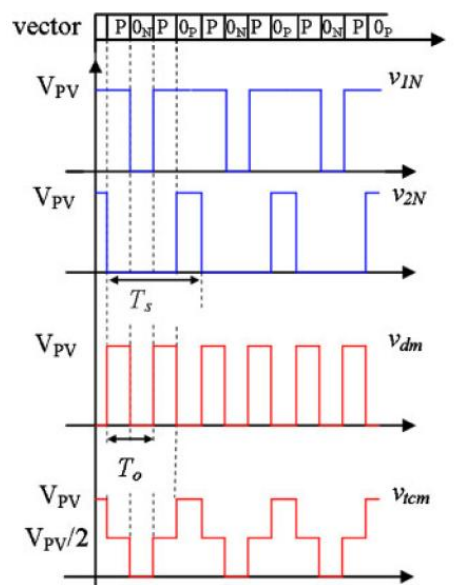 vector P 0N P 0P P 0N P 0P P 0N P 0P
VPV v1N
VPV v2N
Ts
VPV vdm
To
VPV vtcm
VPV/2